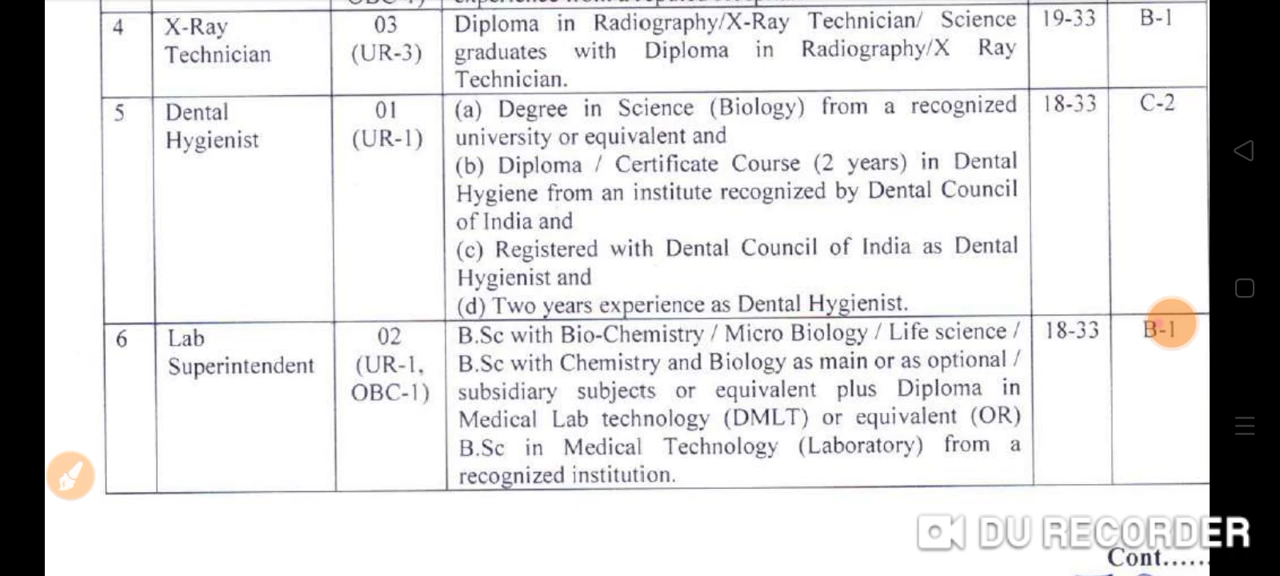 4 X-Ray 03 Diploma in Radiography/X-Ray Technician/ Science 19-33 B-1
Technician (UR-3) graduates with Diploma in Radiography/X Ray
Technician.
5 Dental 01 (a) Degree in Science (Biology) from a recognized 18-33 C-2
Hygienist (UR-1) university or equivalent and
(b) Diploma / Certificate Course (2 years) in Dental
Hygiene from an institute recognized by Dental Council
of India and
(c) Registered with Dental Council of India as Dental
Hygienist and
(d) Two years experience as Dental Hygienist.
6 Lab 02 B.Sc with Bio-Chemistry / Micro Biology / Life science / 18-33 B-1
Superintendent (UR-1, B.Sc with Chemistry and Biology as main or as optional /
OBC-1) subsidiary subjects or equivalent plus Diploma in
Medical Lab technology (DMLT) or equivalent (OR)
B.Sc in Medical Technology (Laboratory) from a
recognized institution.
DU RECORDER
Cont......